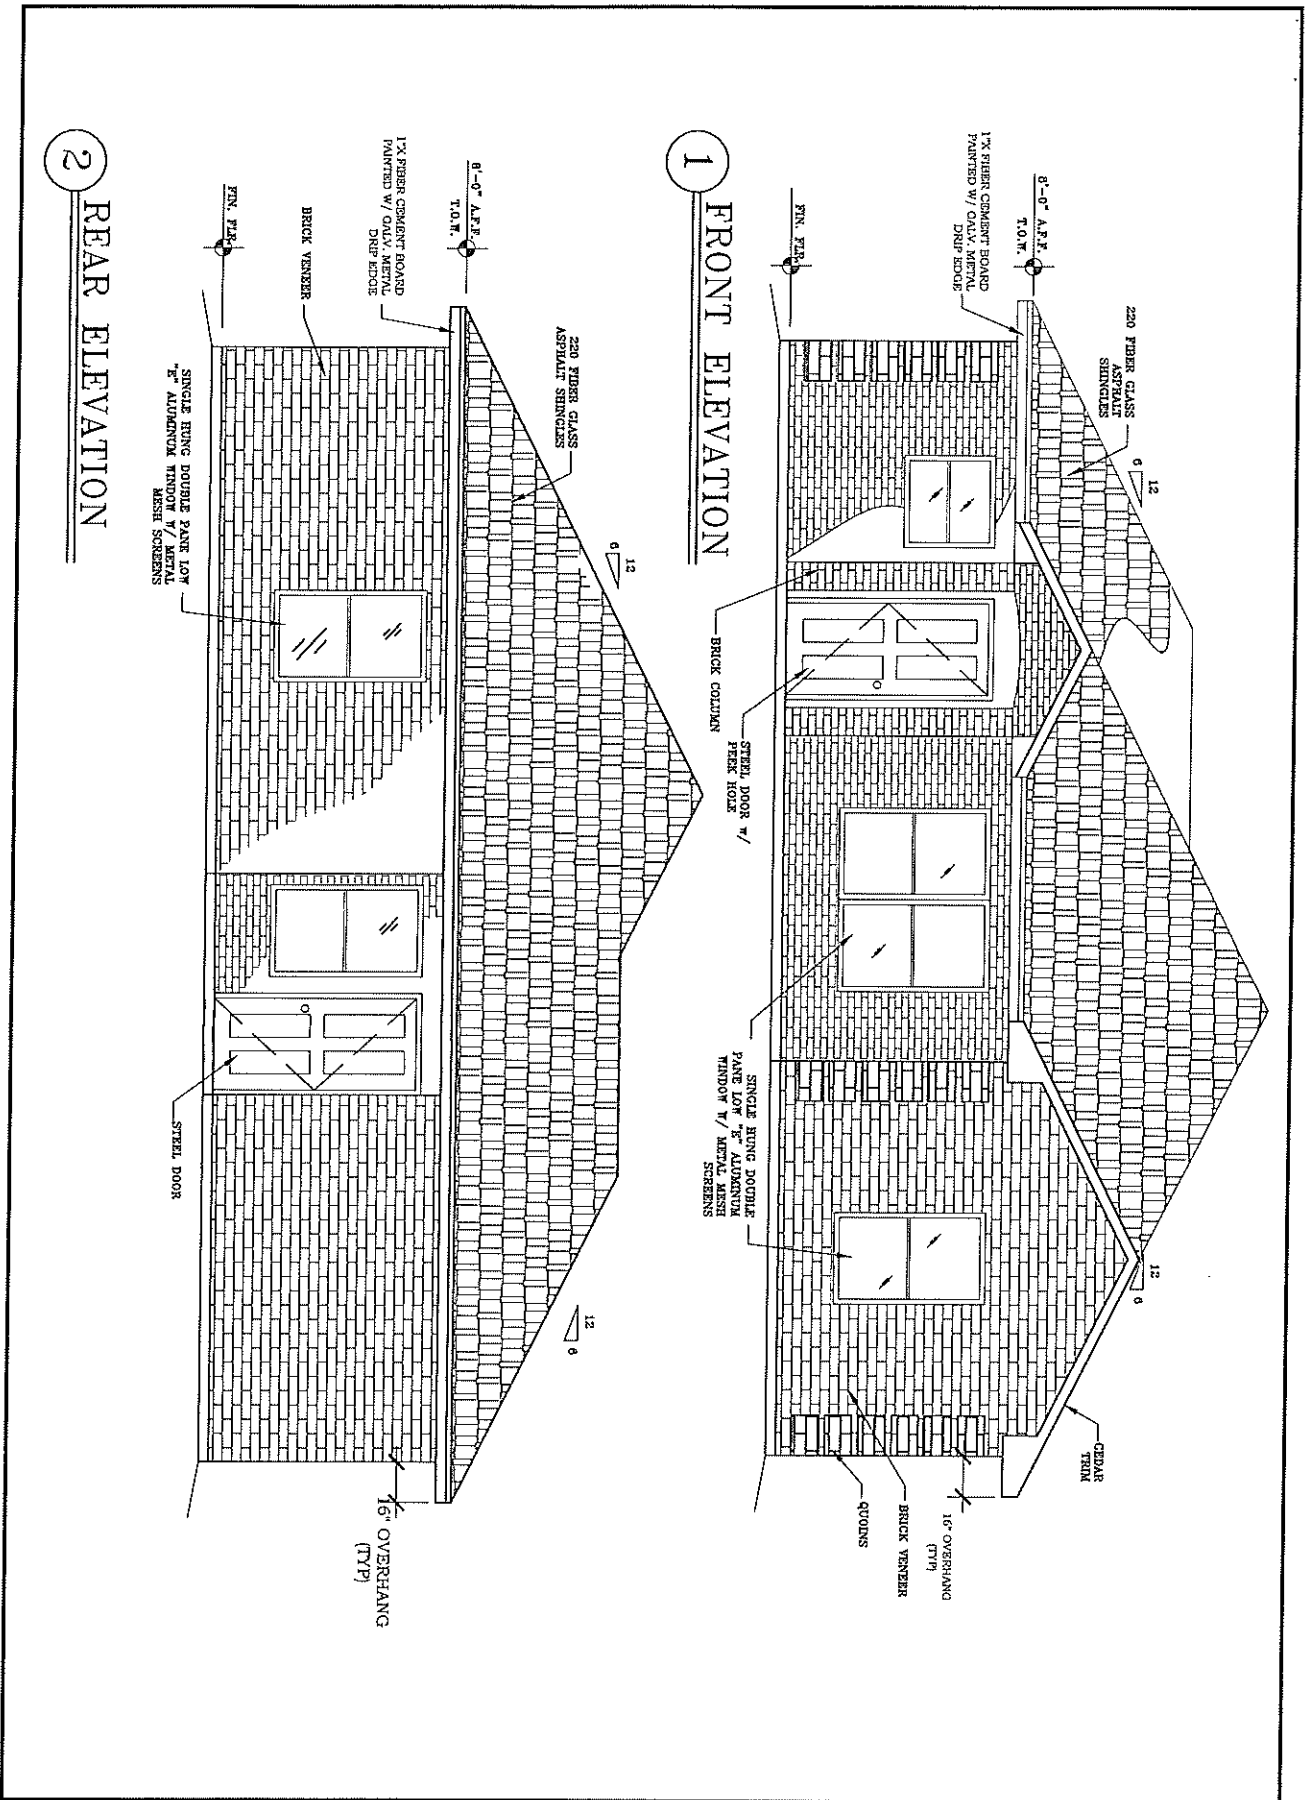 8'-0" A.F.F.
T.O.W.
1"X FIBER CEMENT BOARD
PAINTED W/ GALV. METAL
DRIP EDGE
FIN. FLR.
220 FIBER GLASS
ASPHALT
SHINGLES
12
6
12
6
CEDAR
TRIM
16" OVERHANG
(TYP)
BRICK VENEER
QUOINS
BRICK COLUMN
STEEL DOOR W/
PEEK HOLE
SINGLE HUNG DOUBLE
PANE LOW "E" ALUMINUM
WINDOW W/ METAL MESH
SCREENS
1 FRONT ELEVATION
220 FIBER GLASS
ASPHALT SHINGLES
12
6
12
6
8'-0" A.F.F.
T.O.W.
1"X FIBER CEMENT BOARD
PAINTED W/ GALV. METAL
DRIP EDGE
BRICK VENEER
FIN. FLR.
16" OVERHANG
(TYP)
SINGLE HUNG DOUBLE PANE LOW
"E" ALUMINUM WINDOW W/ METAL
MESH SCREENS
STEEL DOOR
2 REAR ELEVATION